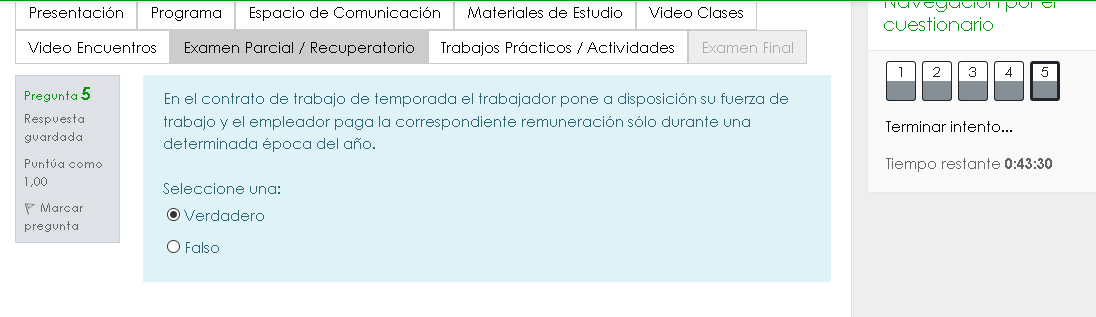 Presentación Programa Espacio de Comunicación Materiales de Estudio Video Clases
Video Encuentros Examen Parcial / Recuperatorio Trabajos Prácticos / Actividades Examen Final
Navegación por el
cuestionario
Pregunta 5
Respuesta
guardada
Puntúa como
1,00
Marcar
pregunta
En el contrato de trabajo de temporada el trabajador pone a disposición su fuerza de
trabajo y el empleador paga la correspondiente remuneración sólo durante una
determinada época del año.
Seleccione una:
Verdadero
Falso
1 2 3 4 5
Terminar intento...
Tiempo restante 0:43:30